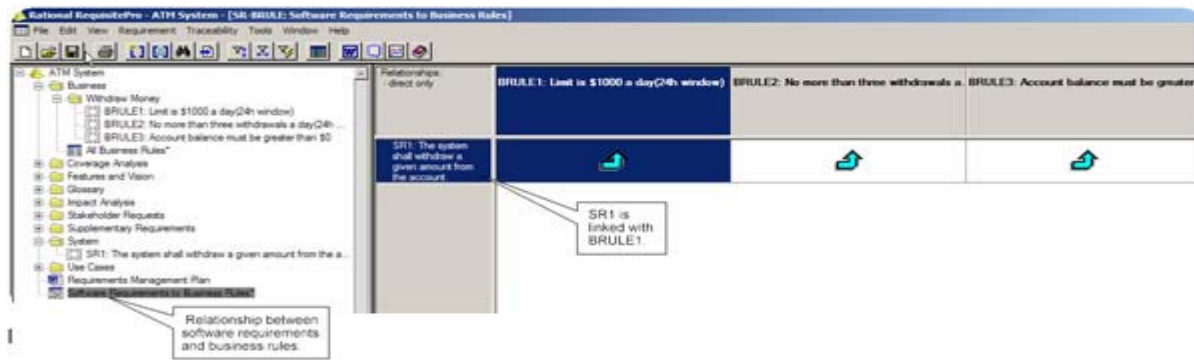 Rational RequisitePro - ATM System - [SR-BRULE: Software Requirements to Business Rules]
File Edit View Requirement Traceability Tools Window Help
ATM System
Business
Withdraw Money
BRULE1: Limit is $1000 a day(24h window)
BRULE2: No more than three withdrawals a day(24h ...
BRULE3: Account balance must be greater than $0
All Business Rules*
Coverage Analysis
Features and Vision
Glossary
Impact Analysis
Stakeholder Requests
Supplementary Requirements
System
SR1: The system shall withdraw a given amount from the a...
Use Cases
Requirements Management Plan
Software Requirements to Business Rules*
Relationships:
- direct only
BRULE1: Limit is $1000 a day(24h window)
BRULE2: No more than three withdrawals a
BRULE3: Account balance must be greater
SR1: The system
shall withdraw a
given amount from
the account.
SR1 is
linked with
BRULE1.
Relationship between
software requirements
and business rules.